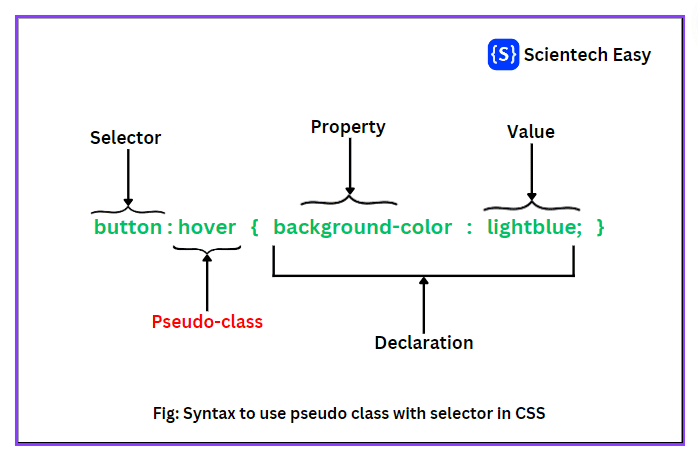 {S} Scientech Easy
Selector
Property
Value
button : hover { background-color : lightblue; }
Pseudo-class
Declaration
Fig: Syntax to use pseudo class with selector in CSS